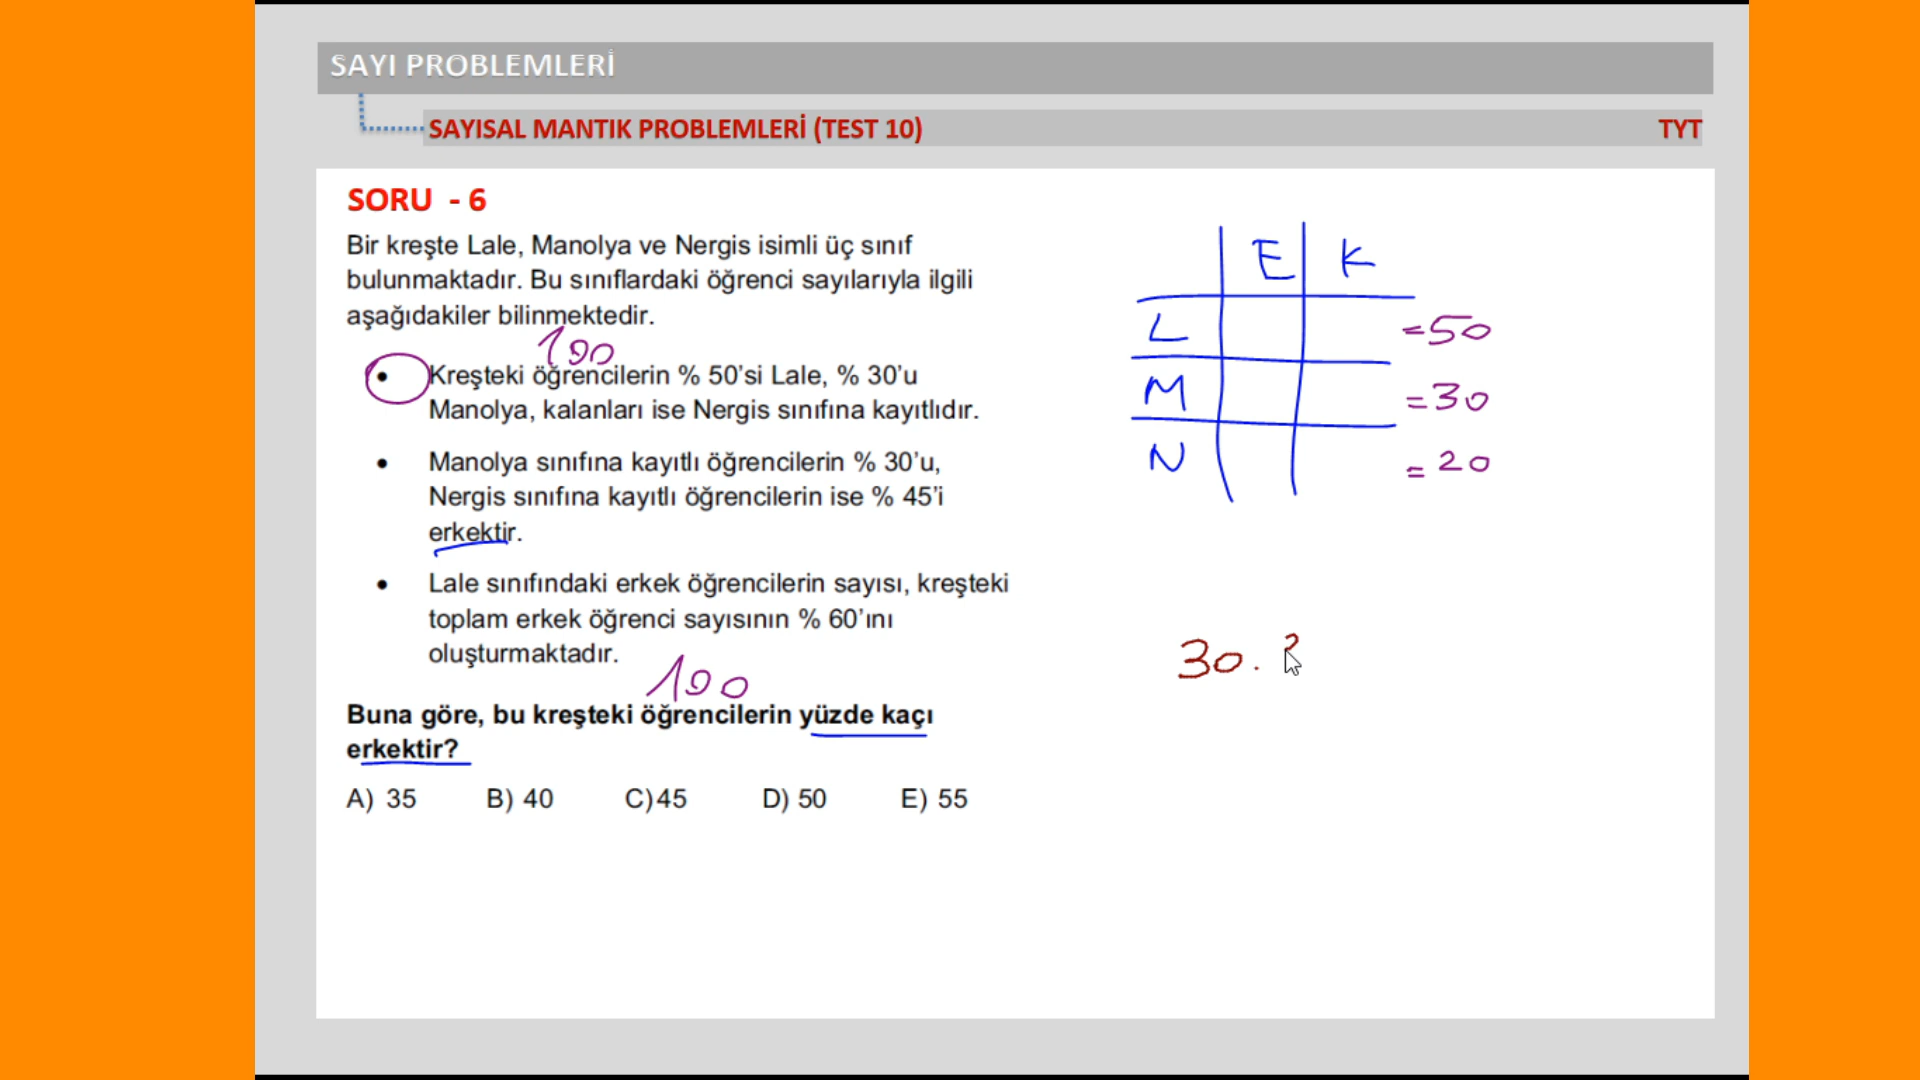 SAYI PROBLEMLERİ
SAYISAL MANTIK PROBLEMLERİ (TEST 10) TYT
SORU - 6
Bir kreşte Lale, Manolya ve Nergis isimli üç sınıf
bulunmaktadır. Bu sınıflardaki öğrenci sayılarıyla ilgili
aşağıdakiler bilinmektedir.
100
• Kreşteki öğrencilerin % 50'si Lale, % 30'u
Manolya, kalanları ise Nergis sınıfına kayıtlıdır.
• Manolya sınıfına kayıtlı öğrencilerin % 30'u,
Nergis sınıfına kayıtlı öğrencilerin ise % 45'i
erkektir.
• Lale sınıfındaki erkek öğrencilerin sayısı, kreşteki
toplam erkek öğrenci sayısının % 60'ını
oluşturmaktadır.
100
Buna göre, bu kreşteki öğrencilerin yüzde kaçı
erkektir?
A) 35 B) 40 C)45 D) 50 E) 55
E K
L =50
M =30
N =20
30.